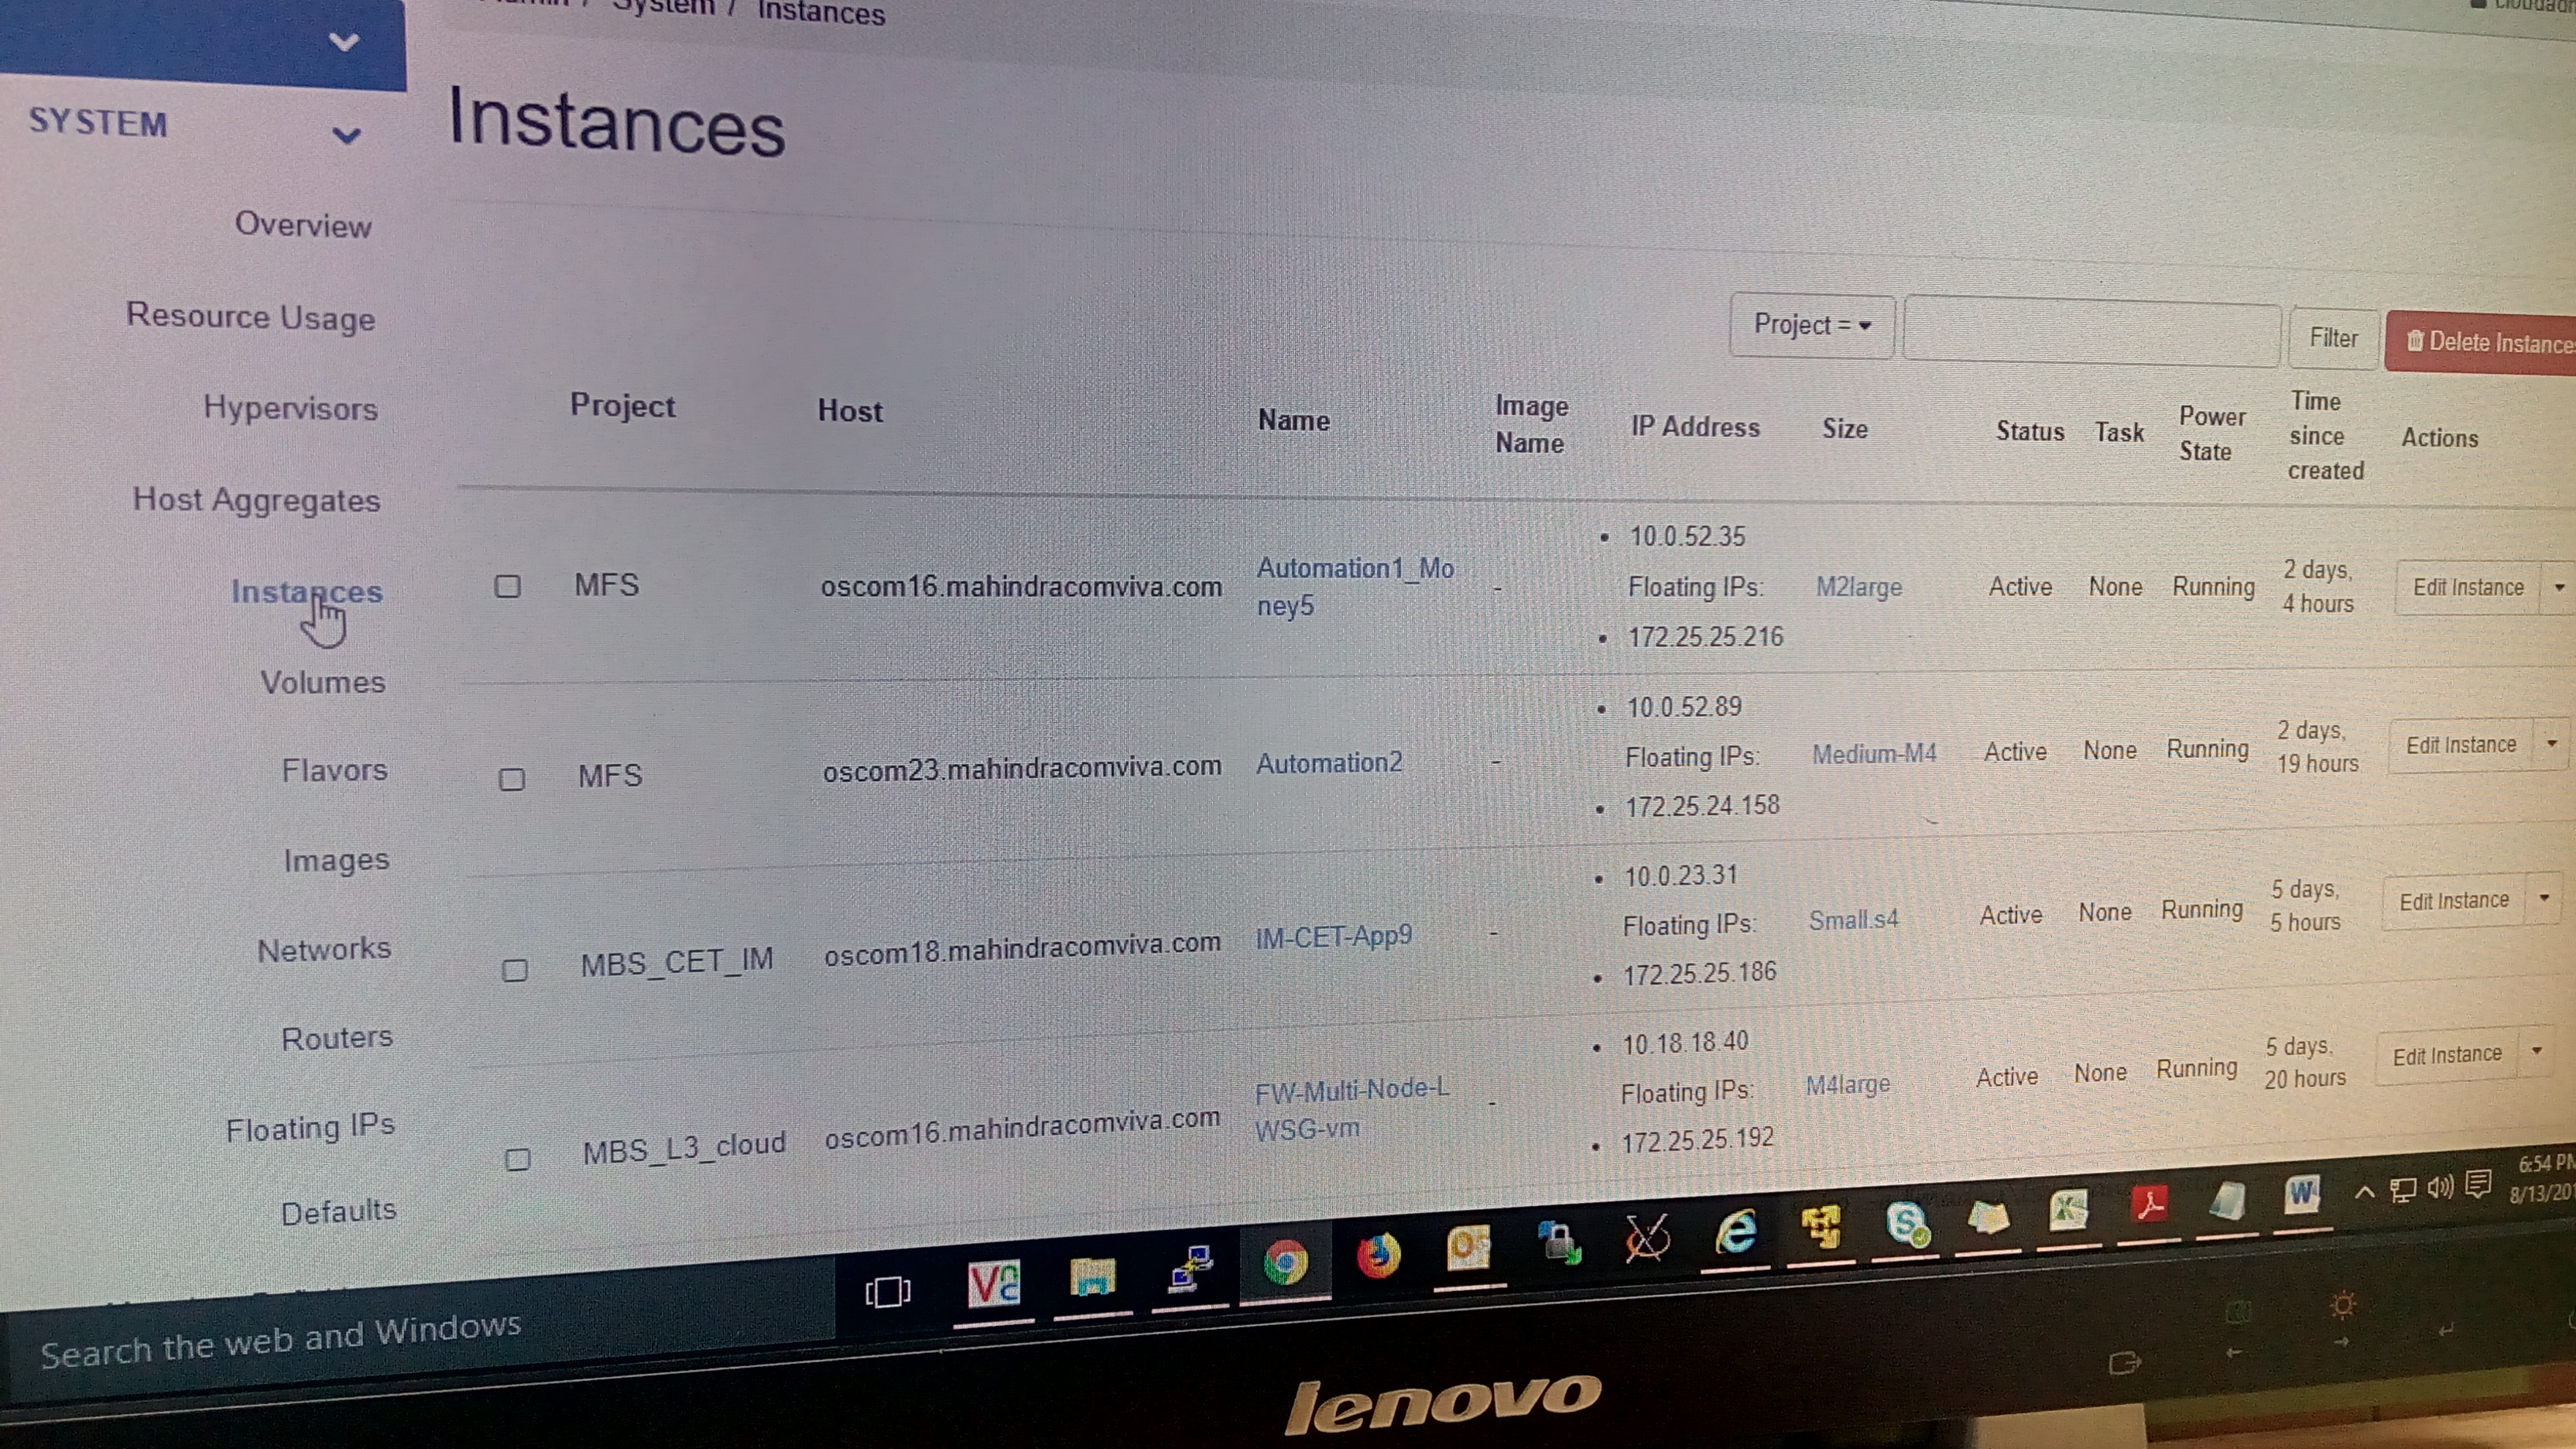 System / Instances
SYSTEM
Overview
Resource Usage
Hypervisors
Host Aggregates
Instances
Volumes
Flavors
Images
Networks
Routers
Floating IPs
Defaults
Instances
Project =
Filter
Delete Instance
Project Host Name Image Name IP Address Size Status Task Power State Time since created Actions
MFS oscom16.mahindracomviva.com Automation1_Money5 - 10.0.52.35 Floating IPs: 172.25.25.216 M2large Active None Running 2 days, 4 hours Edit Instance
MFS oscom23.mahindracomviva.com Automation2 - 10.0.52.89 Floating IPs: 172.25.24.158 Medium-M4 Active None Running 2 days, 19 hours Edit Instance
MBS_CET_IM oscom18.mahindracomviva.com IM-CET-App9 - 10.0.23.31 Floating IPs: 172.25.25.186 Small.s4 Active None Running 5 days, 5 hours Edit Instance
MBS_L3_cloud oscom16.mahindracomviva.com FW-Multi-Node-LWSG-vm - 10.18.18.40 Floating IPs: 172.25.25.192 M4large Active None Running 5 days, 20 hours Edit Instance
Search the web and Windows
6:54 PM
8/13/201
lenovo